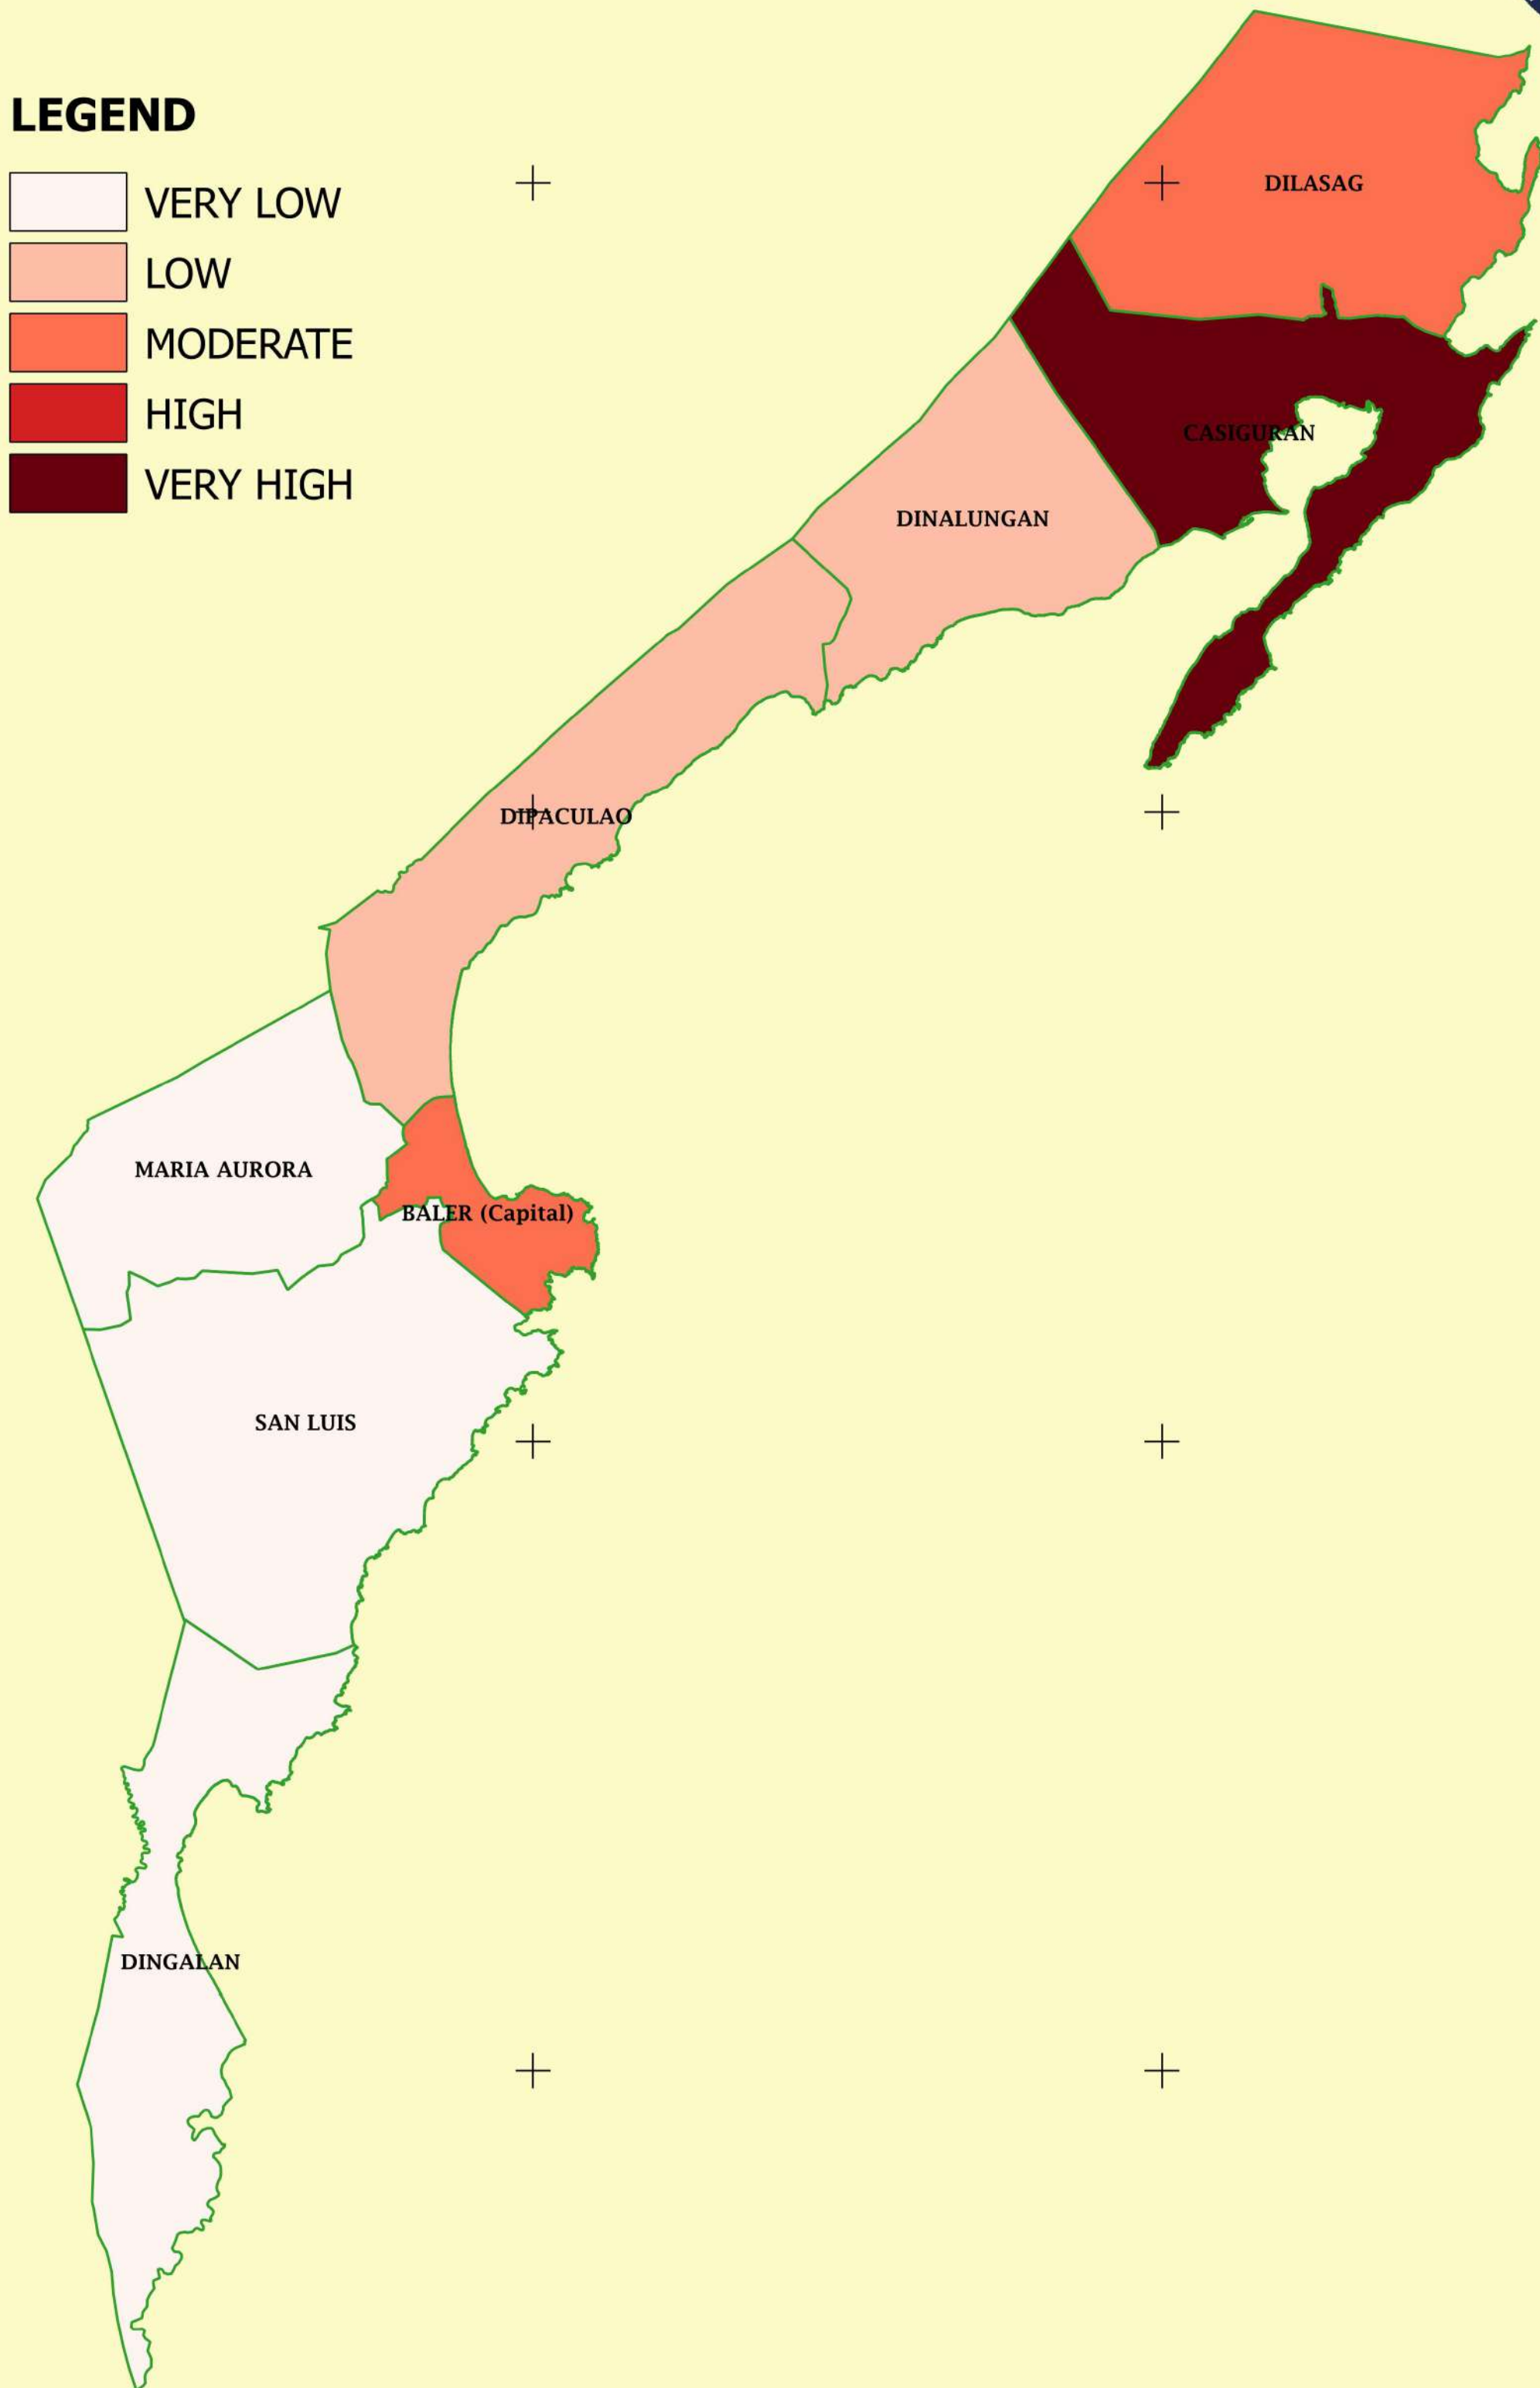 LEGEND
VERY LOW
LOW
MODERATE
HIGH
VERY HIGH
DILASAG
CASIGURAN
DINALUNGAN
DIPACULAO
MARIA AURORA
BALER (Capital)
SAN LUIS
DINGALAN